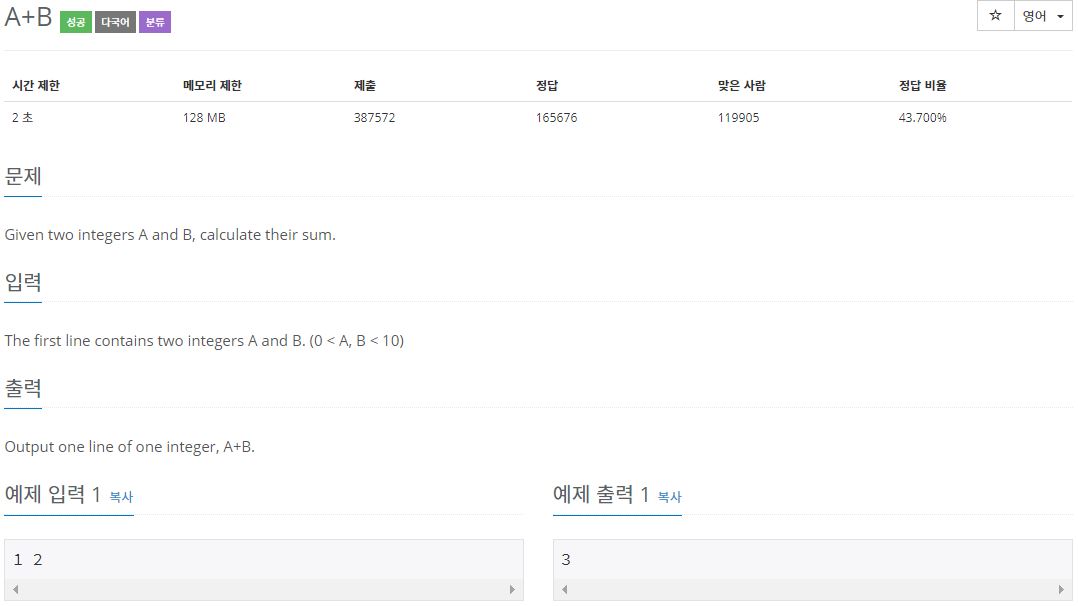 A+B 성공 다국어 분류 ☆ 영어
시간 제한 메모리 제한 제출 정답 맞은 사람 정답 비율
2 초 128 MB 387572 165676 119905 43.700%
문제
Given two integers A and B, calculate their sum.
입력
The first line contains two integers A and B. (0 < A, B < 10)
출력
Output one line of one integer, A+B.
예제 입력 1 복사
1 2
예제 출력 1 복사
3